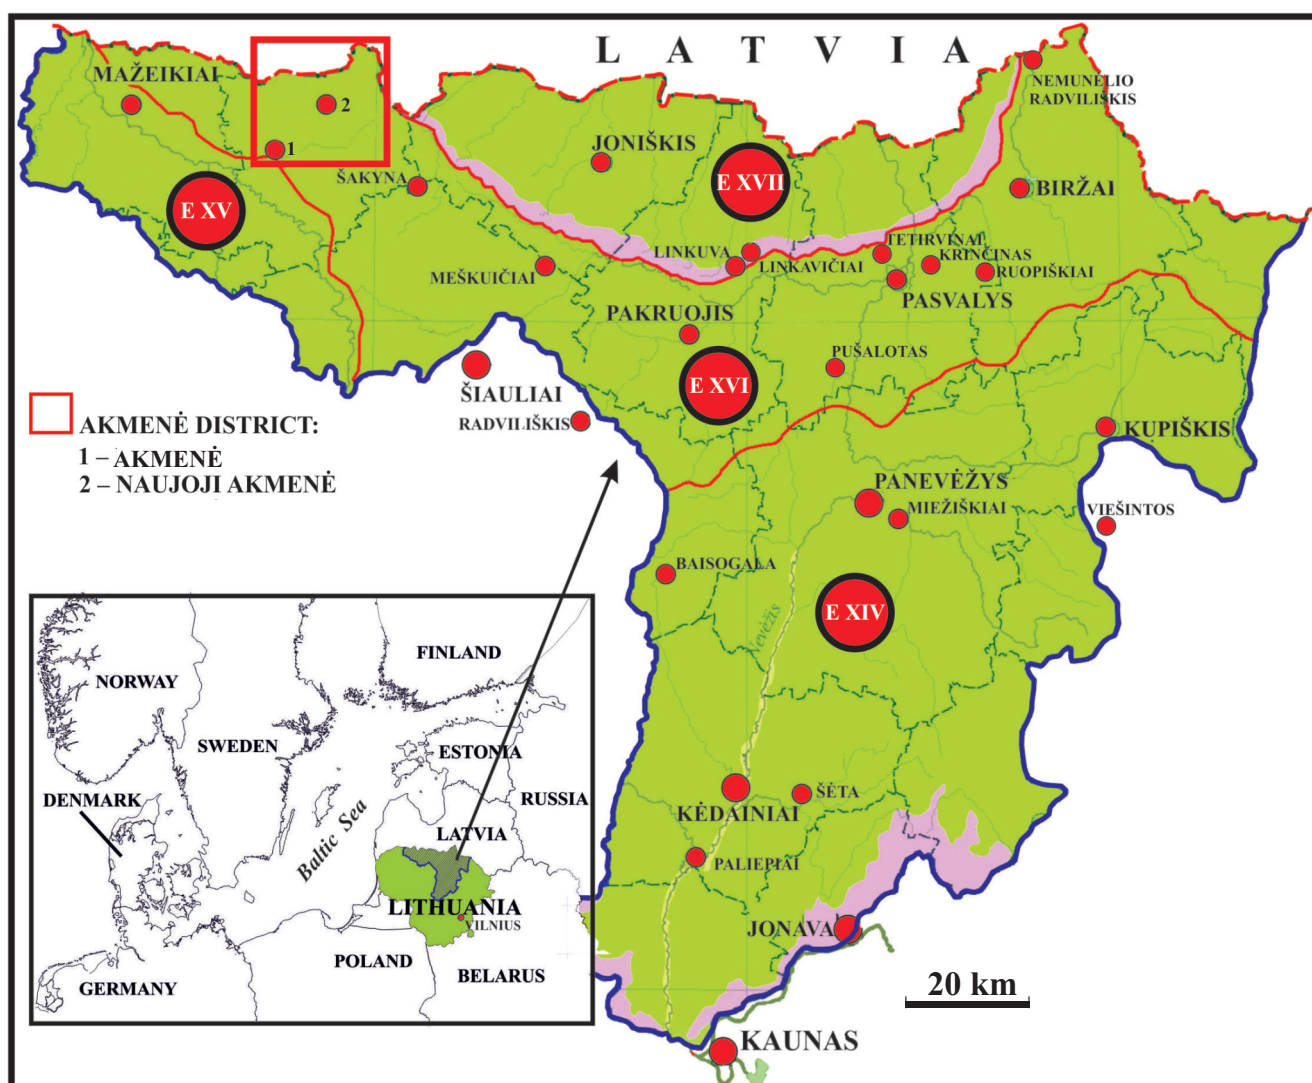 LATVIA
MAŽEIKIAI
2
1
NEMUNĖLIO
RADVILIŠKIS
JONIŠKIS
E XVII
ŠAKYNA
BIRŽAI
E XV
TETIRVINAI
LINKUVA
LINKAVIČIAI
KRINČINAS
MEŠKUIČIAI
RUOPIŠKIAI
PASVALYS
PAKRUOJIS
PUŠALOTAS
E XVI
ŠIAULIAI
RADVILIŠKIS
KUPIŠKIS
AKMENĖ DISTRICT:
1 – AKMENĖ
2 – NAUJOJI AKMENĖ
PANEVĖŽYS
MIEŽIŠKIAI
VIEŠINTOS
BAISOGALA
E XIV
FINLAND
NORWAY
SWEDEN
ESTONIA
RUSSIA
DENMARK
Baltic Sea
LATVIA
LITHUANIA
VILNIUS
POLAND
BELARUS
GERMANY
KĖDAINIAI
ŠĖTA
PALIEPIAI
JONAVA
20 km
KAUNAS